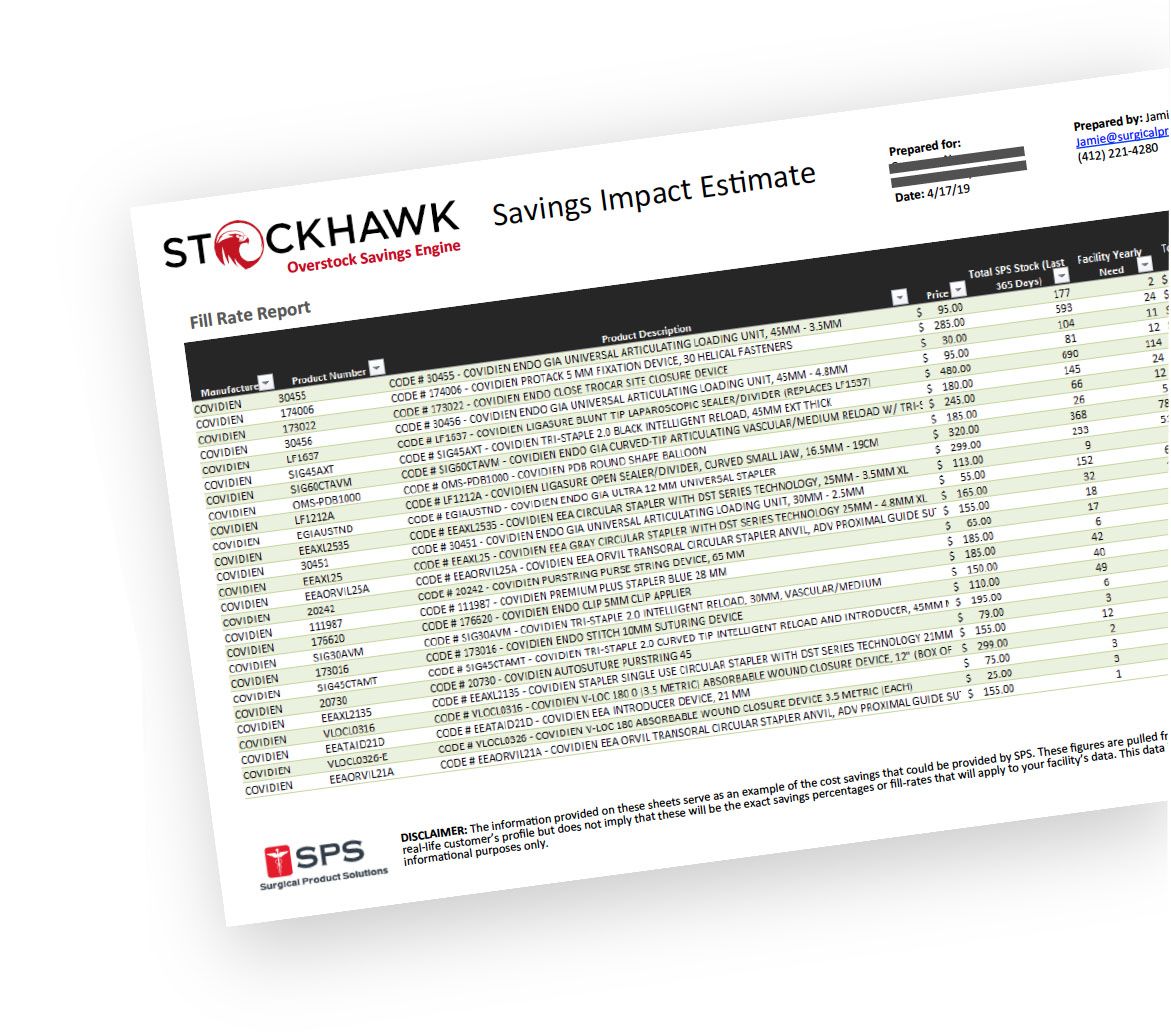 STOCKHAWK
Overstock Savings Engine
Savings Impact Estimate
Prepared for:
Date: 4/17/19
Prepared by: Jami
Jamie@surgicalpr
(412) 221-4280
Fill Rate Report
Manufacture Product Number Product Description Price Total SPS Stock (Last 365 Days) Facility Yearly Need To
COVIDIEN 30455 CODE # 30455 - COVIDIEN ENDO GIA UNIVERSAL ARTICULATING LOADING UNIT, 45MM - 3.5MM $ 95.00 177 2 $
COVIDIEN 174006 CODE # 174006 - COVIDIEN PROTACK 5 MM FIXATION DEVICE, 30 HELICAL FASTENERS $ 285.00 593 24 $
COVIDIEN 173022 CODE # 173022 - COVIDIEN ENDO CLOSE TROCAR SITE CLOSURE DEVICE $ 30.00 104 11 $
COVIDIEN 30456 CODE # 30456 - COVIDIEN ENDO GIA UNIVERSAL ARTICULATING LOADING UNIT, 45MM - 4.8MM $ 95.00 81 12
COVIDIEN LF1637 CODE # LF1637 - COVIDIEN LIGASURE BLUNT TIP LAPAROSCOPIC SEALER/DIVIDER (REPLACES LF1537) $ 480.00 690 114
COVIDIEN SIG45AXT CODE # SIG45AXT - COVIDIEN TRI-STAPLE 2.0 BLACK INTELLIGENT RELOAD, 45MM EXT THICK $ 180.00 145 24
COVIDIEN SIG60CTAVM CODE # SIG60CTAVM - COVIDIEN ENDO GIA CURVED-TIP ARTICULATING VASCULAR/MEDIUM RELOAD W/ TRI-S $ 245.00 66 12
COVIDIEN OMS-PDB1000 CODE # OMS-PDB1000 - COVIDIEN PDB ROUND SHAPE BALLOON $ 185.00 26 5
COVIDIEN LF1212A CODE # LF1212A - COVIDIEN LIGASURE OPEN SEALER/DIVIDER, CURVED SMALL JAW, 16.5MM - 19CM $ 320.00 368 78
COVIDIEN EGIAUSTND CODE # EGIAUSTND - COVIDIEN ENDO GIA ULTRA 12 MM UNIVERSAL STAPLER $ 299.00 233
COVIDIEN EEAXL2535 CODE # EEAXL2535 - COVIDIEN EEA CIRCULAR STAPLER WITH DST SERIES TECHNOLOGY, 25MM - 3.5MM XL $ 113.00 9
COVIDIEN 30451 CODE # 30451 - COVIDIEN ENDO GIA UNIVERSAL ARTICULATING LOADING UNIT, 30MM - 2.5MM $ 55.00 152
COVIDIEN EEAXL25 CODE # EEAXL25 - COVIDIEN EEA GRAY CIRCULAR STAPLER WITH DST SERIES TECHNOLOGY 25MM - 4.8MM XL $ 165.00 32
COVIDIEN EEAORVIL25A CODE # EEAORVIL25A - COVIDIEN EEA ORVIL TRANSORAL CIRCULAR STAPLER ANVIL, ADV PROXIMAL GUIDE SU $ 155.00 18
COVIDIEN 20242 CODE # 20242 - COVIDIEN PURSTRING PURSE STRING DEVICE, 65 MM $ 65.00 17
COVIDIEN 111987 CODE # 111987 - COVIDIEN PREMIUM PLUS STAPLER BLUE 28 MM $ 185.00 6
COVIDIEN 176620 CODE # 176620 - COVIDIEN ENDO CLIP 5MM CLIP APPLIER $ 185.00 42
COVIDIEN SIG30AVM CODE # SIG30AVM - COVIDIEN TRI-STAPLE 2.0 INTELLIGENT RELOAD, 30MM, VASCULAR/MEDIUM $ 150.00 40
COVIDIEN 173016 CODE # 173016 - COVIDIEN ENDO STITCH 10MM SUTURING DEVICE $ 110.00 49
COVIDIEN SIG45CTAMT CODE # SIG45CTAMT - COVIDIEN TRI-STAPLE 2.0 CURVED TIP INTELLIGENT RELOAD AND INTRODUCER, 45MM $ 195.00 6
COVIDIEN 20730 CODE # 20730 - COVIDIEN AUTOSUTURE PURSTRING 45 $ 79.00 3
COVIDIEN EEAXL2135 CODE # EEAXL2135 - COVIDIEN STAPLER SINGLE USE CIRCULAR STAPLER WITH DST SERIES TECHNOLOGY 21MM $ 155.00 12
COVIDIEN VLOCL0316 CODE # VLOCL0316 - COVIDIEN V-LOC 180 0 (3.5 METRIC) ABSORBABLE WOUND CLOSURE DEVICE, 12" (BOX OF $ 299.00 2
COVIDIEN EEATAID21D CODE # EEATAID21D - COVIDIEN EEA INTRODUCER DEVICE, 21 MM $ 75.00 3
COVIDIEN VLOCL0326-E CODE # VLOCL0326 - COVIDIEN V-LOC 180 ABSORBABLE WOUND CLOSURE DEVICE 3.5 METRIC (EACH) $ 25.00 3
COVIDIEN EEAORVIL21A CODE # EEAORVIL21A - COVIDIEN EEA ORVIL TRANSORAL CIRCULAR STAPLER ANVIL, ADV PROXIMAL GUIDE SU $ 155.00 1
SPS
Surgical Product Solutions
DISCLAIMER: The information provided on these sheets serve as an example of the cost savings that could be provided by SPS. These figures are pulled fr
real-life customer's profile but does not imply that these will be the exact savings percentages or fill-rates that will apply to your facility's data. This data
informational purposes only.